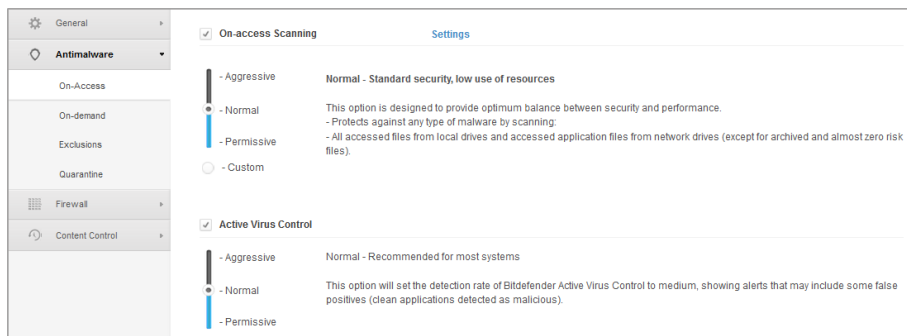 General
Antimalware
On-Access
On-demand
Exclusions
Quarantine
Firewall
Content Control
On-access Scanning Settings
- Aggressive
- Normal
- Permissive
- Custom
Normal - Standard security, low use of resources
This option is designed to provide optimum balance between security and performance.
- Protects against any type of malware by scanning:
- All accessed files from local drives and accessed application files from network drives (except for archived and almost zero risk
files).
Active Virus Control
- Aggressive
- Normal
- Permissive
Normal - Recommended for most systems
This option will set the detection rate of Bitdefender Active Virus Control to medium, showing alerts that may include some false
positives (clean applications detected as malicious).